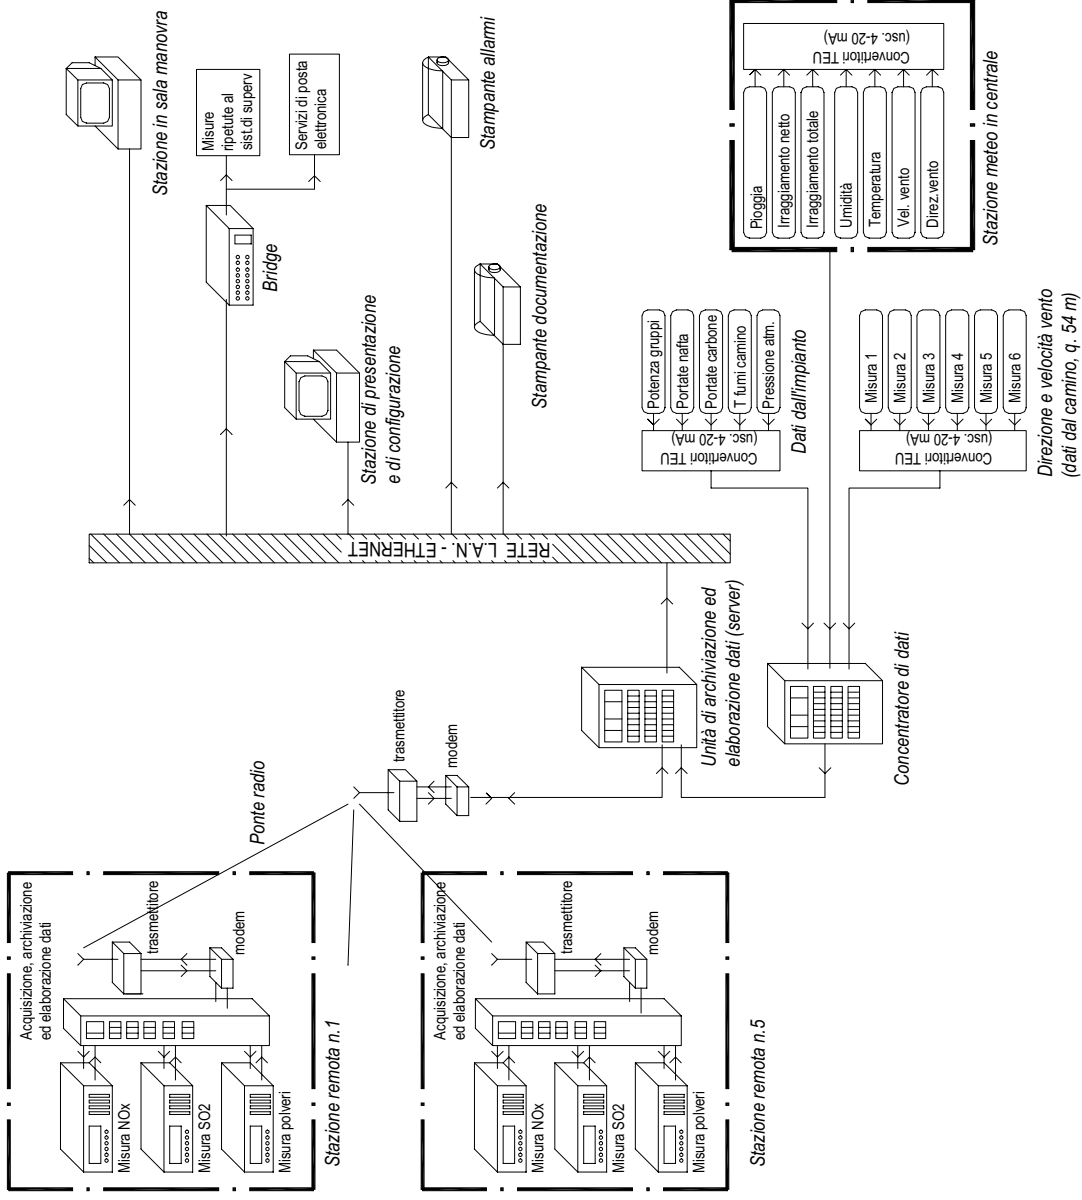 Acquisizione, archiviazione
ed elaborazione dati
trasmettitore
modem
Misura NOx
Misura SO2
Misura polveri
Stazione remota n.1
Acquisizione, archiviazione
ed elaborazione dati
trasmettitore
modem
Misura NOx
Misura SO2
Misura polveri
Stazione remota n.5
Ponte radio
trasmettitore
modem
Unità di archiviazione ed
elaborazione dati (server)
Concentratore di dati
RETE L.A.N. - ETHERNET
Stazione in sala manovra
Misure
ripetute al
sist.di superv
Servizi di posta
elettronica
Bridge
Stazione di presentazione
e di configurazione
Stampante allarmi
Stampante documentazione
Potenza gruppi
Portate nafta
Portate carbone
T fumi camino
Pressione atm.
Convertitori TEU
(usc. 4-20 mA)
Dati dall'impianto
Misura 1
Misura 2
Misura 3
Misura 4
Misura 5
Misura 6
Convertitori TEU
(usc. 4-20 mA)
Direzione e velocità vento
(dati dal camino, q. 54 m)
Pioggia
Irraggiamento netto
Irraggiamento totale
Umidità
Temperatura
Vel. vento
Direz.vento
Convertitori TEU
(usc. 4-20 mA)
Stazione meteo in centrale